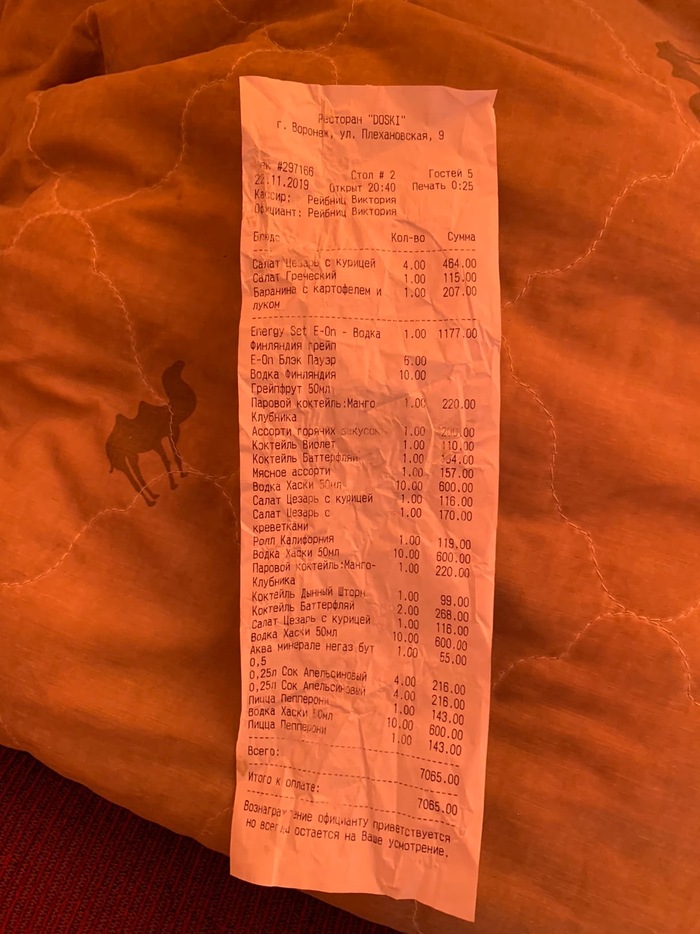 Ресторан "DOSKI"
г. Воронеж, ул. Плехановская, 9
#297166 Стол # 2 Гостей 5
22.11.2019 Открыт 20:40 Печать 0:25
Кассир: Рейбниц Виктория
Официант: Рейбниц Виктория
Блюдо Кол-во Сумма
Салат Цезарь с курицей 4.00 464.00
Салат Греческий 1.00 115.00
Баранина с картофелем и 1.00 207.00
луком
Energy Set E-On - Водка 1.00 1177.00
Финляндия грейп
E-On Блэк Пауэр 6.00
Водка Финляндия 10.00
Грейпфрут 50мл
Паровой коктейль:Манго 1.00 220.00
Клубника
Ассорти горячих закусок 1.00
Коктейль Виолет 1.00 110.00
Коктейль Баттерфляй 1.00
Мясное ассорти 1.00 157.00
Водка Хаски 50мл 10.00 600.00
Салат Цезарь с курицей 1.00 116.00
Салат Цезарь с 1.00 170.00
креветками
Ролл Калифорния 1.00 119.00
Водка Хаски 50мл 10.00 600.00
Паровой коктейль:Манго- 1.00 220.00
Клубника
Коктейль Дынный Шторм 1.00 99.00
Коктейль Баттерфляй 2.00 268.00
Салат Цезарь с курицей 1.00 116.00
Водка Хаски 50мл 10.00 600.00
Аква минерале негаз бут 1.00 55.00
0,5
0,25л Сок Апельсиновый 4.00 216.00
0,25л Сок Апельсиновый 4.00 216.00
Пицца Пепперони 1.00 143.00
Водка Хаски 50мл 10.00 600.00
Пицца Пепперони 1.00 143.00
Всего: 7065.00
Итого к оплате: 7065.00
Вознаграждение официанту приветствуется
но всегда остается на Ваше усмотрение.